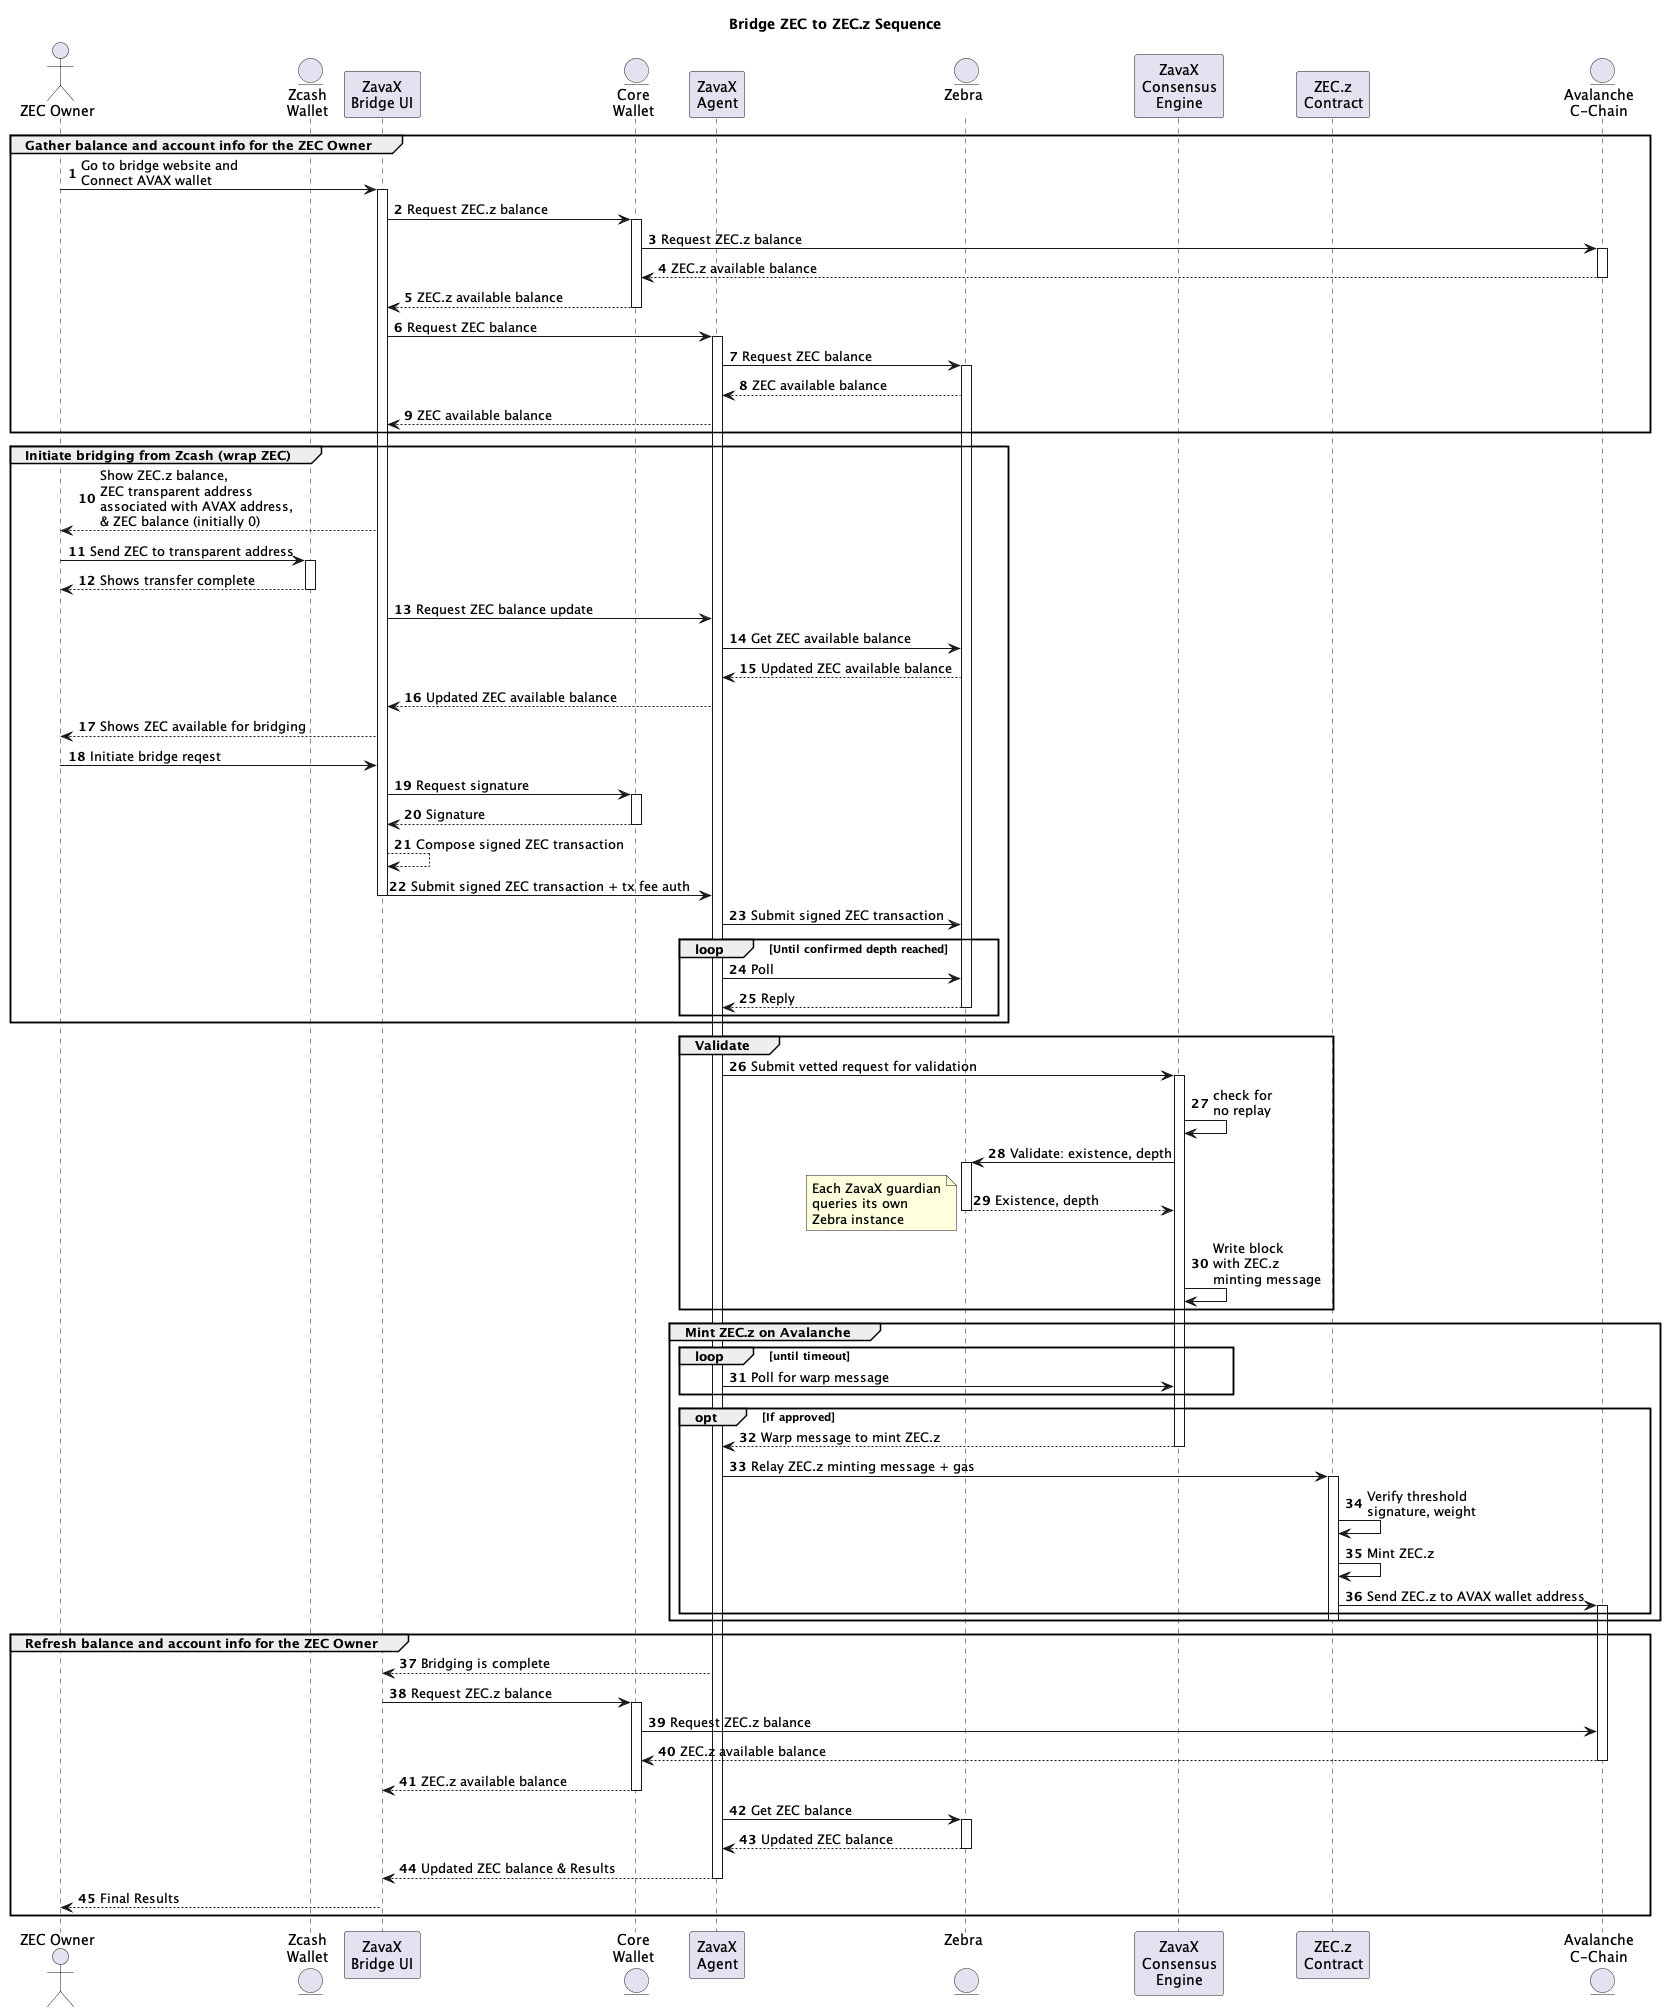 Bridge ZEC to ZEC.z Sequence
ZEC Owner
Zcash
Wallet
ZavaX
Bridge UI
Core
Wallet
ZavaX
Agent
Zebra
ZavaX
Consensus
Engine
ZEC.z
Contract
Avalanche
C-Chain
Gather balance and account info for the ZEC Owner
1 Go to bridge website and
Connect AVAX wallet
2 Request ZEC.z balance
3 Request ZEC.z balance
4 ZEC.z available balance
5 ZEC.z available balance
6 Request ZEC balance
7 Request ZEC balance
8 ZEC available balance
9 ZEC available balance
Initiate bridging from Zcash (wrap ZEC)
10 Show ZEC.z balance,
ZEC transparent address
associated with AVAX address,
& ZEC balance (initially 0)
11 Send ZEC to transparent address
12 Shows transfer complete
13 Request ZEC balance update
14 Get ZEC available balance
15 Updated ZEC available balance
16 Updated ZEC available balance
17 Shows ZEC available for bridging
18 Initiate bridge reqest
19 Request signature
20 Signature
21 Compose signed ZEC transaction
22 Submit signed ZEC transaction + tx fee auth
23 Submit signed ZEC transaction
loop [Until confirmed depth reached]
24 Poll
25 Reply
Validate
26 Submit vetted request for validation
27 check for
no replay
28 Validate: existence, depth
Each ZavaX guardian
queries its own
Zebra instance
29 Existence, depth
30 Write block
with ZEC.z
minting message
Mint ZEC.z on Avalanche
loop [until timeout]
31 Poll for warp message
opt [If approved]
32 Warp message to mint ZEC.z
33 Relay ZEC.z minting message + gas
34 Verify threshold
signature, weight
35 Mint ZEC.z
36 Send ZEC.z to AVAX wallet address
Refresh balance and account info for the ZEC Owner
37 Bridging is complete
38 Request ZEC.z balance
39 Request ZEC.z balance
40 ZEC.z available balance
41 ZEC.z available balance
42 Get ZEC balance
43 Updated ZEC balance
44 Updated ZEC balance & Results
45 Final Results
ZEC Owner
Zcash
Wallet
ZavaX
Bridge UI
Core
Wallet
ZavaX
Agent
Zebra
ZavaX
Consensus
Engine
ZEC.z
Contract
Avalanche
C-Chain